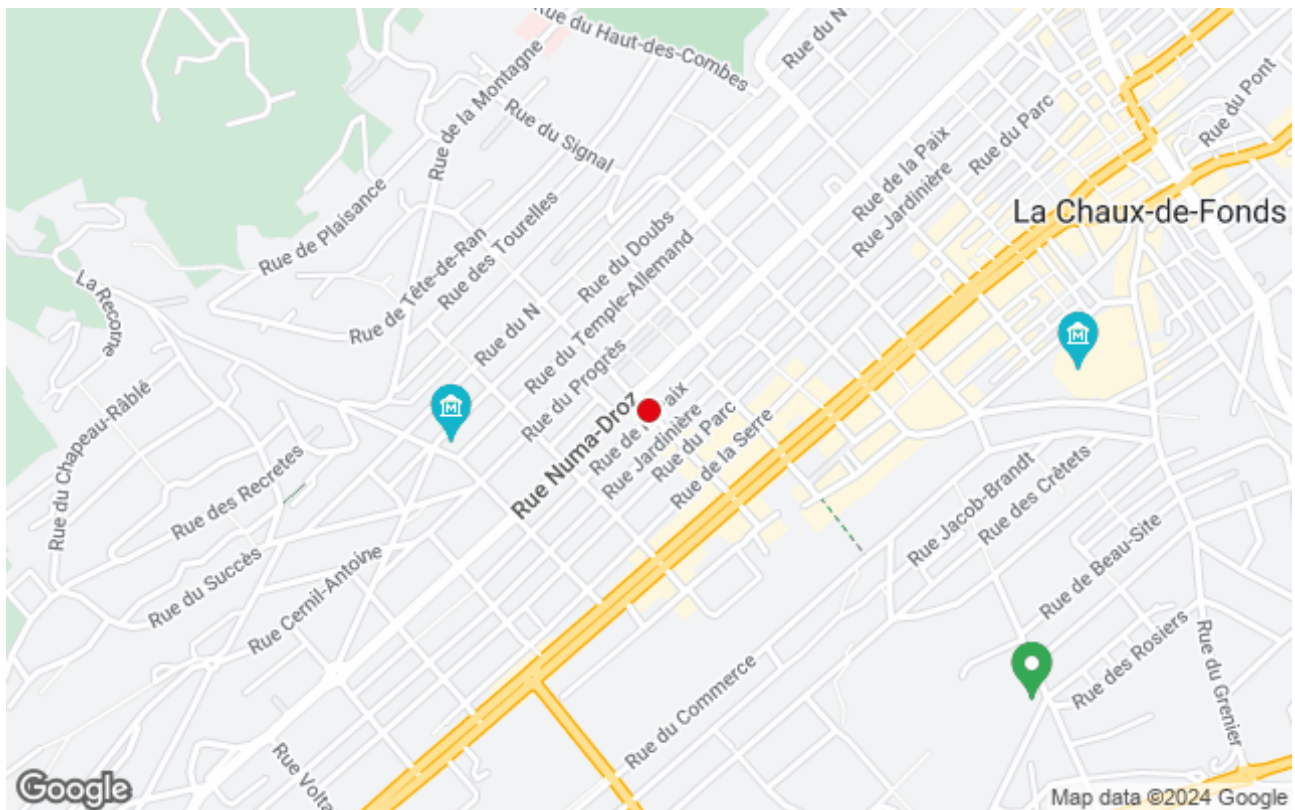 Rue du Haut-des-Combes
Rue du N
Rue de la Montagne
Rue du Signal
Rue du Pont
Rue du Parc
Rue de la Paix
Rue Jardinière
La Chaux-de-Fonds
Rue de Plaisance
Rue des Tourelles
Rue de Tête-de-Ran
Rue du Doubs
Rue du Temple-Allemand
La Recorne
Rue du N
Rue du Progrès
Rue du Chapeau-Râblé
Rue Numa-Droz
Rue de
aix
Rue Jardinière
Rue du Parc
Rue de la Serre
Rue des Recretes
Rue Jacob-Brandt
Rue des Crêtets
Rue de Beau-Site
Rue du Succès
Rue Cernil-Antoine
Rue des Rosiers
Rue du Grenier
Rue du Commerce
Rue Volta
Google
Map data ©2024 Google